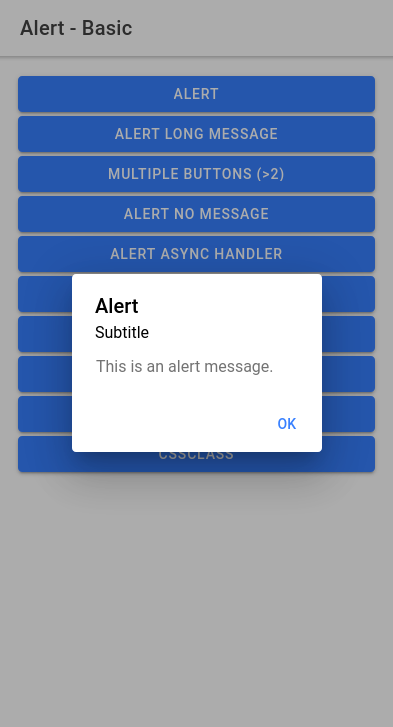 Alert - Basic
ALERT
ALERT LONG MESSAGE
MULTIPLE BUTTONS (>2)
ALERT NO MESSAGE
ALERT ASYNC HANDLER
Alert
Subtitle
This is an alert message.
OK
CSSCLASS